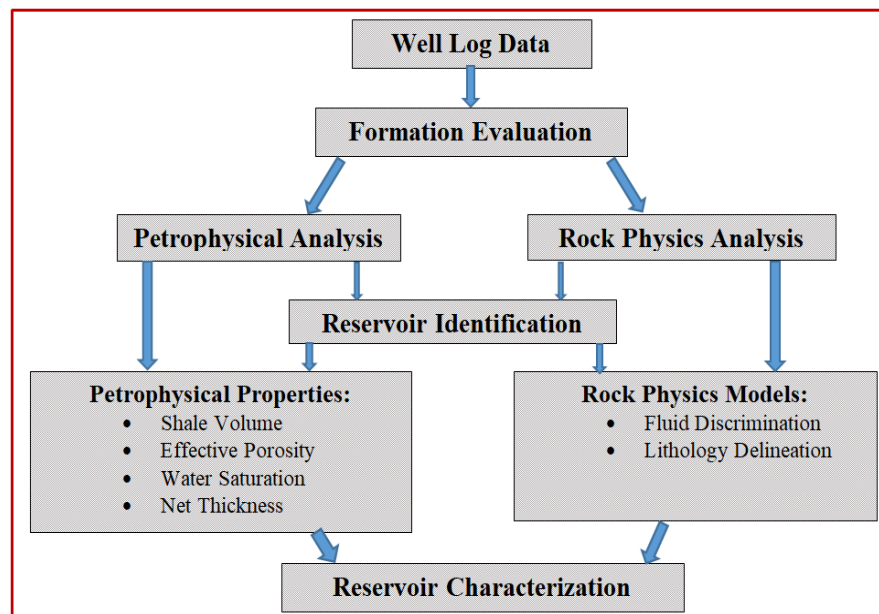 Well Log Data
Formation Evaluation
Petrophysical Analysis
Rock Physics Analysis
Reservoir Identification
Petrophysical Properties:
• Shale Volume
• Effective Porosity
• Water Saturation
• Net Thickness
Rock Physics Models:
• Fluid Discrimination
• Lithology Delineation
Reservoir Characterization